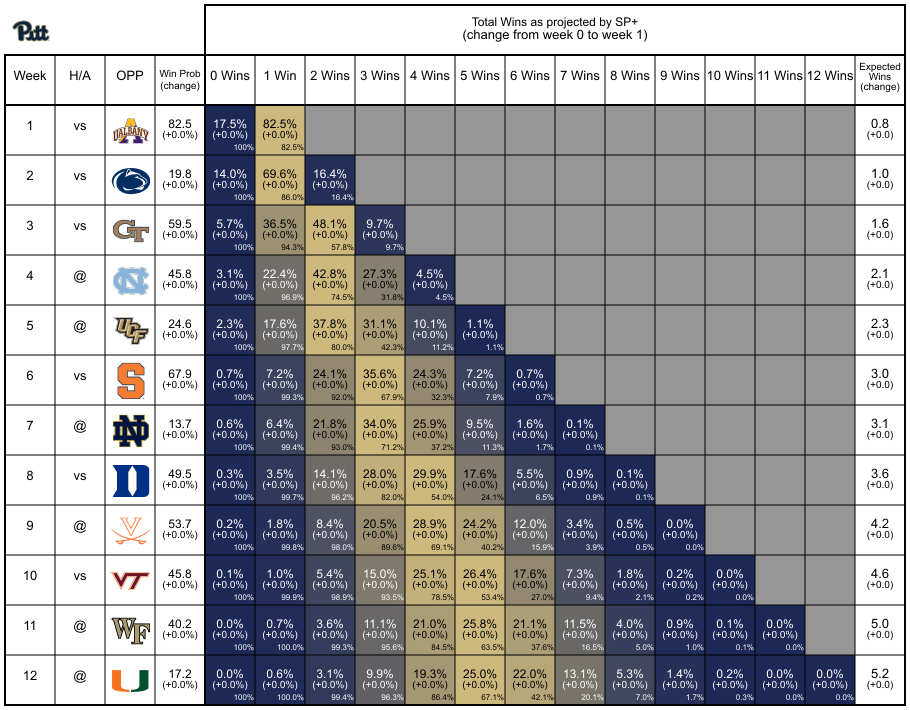 Pitt
Total Wins as projected by SP+
(change from week 0 to week 1)
Week H/A OPP Win Prob (change) 0 Wins 1 Win 2 Wins 3 Wins 4 Wins 5 Wins 6 Wins 7 Wins 8 Wins 9 Wins 10 Wins 11 Wins 12 Wins Expected Wins (change)
1 vs UALBANY 82.5 17.5% 82.5% 0.8
(+0.0%) (+0.0%) (+0.0%) (+0.0)
100% 82.5%
2 vs 19.8 14.0% 69.6% 16.4% 1.0
(+0.0%) (+0.0%) (+0.0%) (+0.0%) (+0.0)
100% 86.0% 16.4%
3 vs GT 59.5 5.7% 36.5% 48.1% 9.7% 1.6
(+0.0%) (+0.0%) (+0.0%) (+0.0%) (+0.0%) (+0.0)
100% 94.3% 57.8% 9.7%
4 @ NC 45.8 3.1% 22.4% 42.8% 27.3% 4.5% 2.1
(+0.0%) (+0.0%) (+0.0%) (+0.0%) (+0.0%) (+0.0%) (+0.0)
100% 96.9% 74.5% 31.8% 4.5%
5 @ UCF 24.6 2.3% 17.6% 37.8% 31.1% 10.1% 1.1% 2.3
(+0.0%) (+0.0%) (+0.0%) (+0.0%) (+0.0%) (+0.0%) (+0.0%) (+0.0)
100% 97.7% 80.0% 42.3% 11.2% 1.1%
6 vs S 67.9 0.7% 7.2% 24.1% 35.6% 24.3% 7.2% 0.7% 3.0
(+0.0%) (+0.0%) (+0.0%) (+0.0%) (+0.0%) (+0.0%) (+0.0%) (+0.0%) (+0.0)
100% 99.3% 92.0% 67.9% 32.3% 7.9% 0.7%
7 @ ND 13.7 0.6% 6.4% 21.8% 34.0% 25.9% 9.5% 1.6% 0.1% 3.1
(+0.0%) (+0.0%) (+0.0%) (+0.0%) (+0.0%) (+0.0%) (+0.0%) (+0.0%) (+0.0%) (+0.0)
100% 99.4% 93.0% 71.2% 37.2% 11.3% 1.7% 0.1%
8 vs D 49.5 0.3% 3.5% 14.1% 28.0% 29.9% 17.6% 5.5% 0.9% 0.1% 3.6
(+0.0%) (+0.0%) (+0.0%) (+0.0%) (+0.0%) (+0.0%) (+0.0%) (+0.0%) (+0.0%) (+0.0%) (+0.0)
100% 99.7% 96.2% 82.0% 54.0% 24.1% 6.5% 0.9% 0.1%
9 @ V 53.7 0.2% 1.8% 8.4% 20.5% 28.9% 24.2% 12.0% 3.4% 0.5% 0.0% 4.2
(+0.0%) (+0.0%) (+0.0%) (+0.0%) (+0.0%) (+0.0%) (+0.0%) (+0.0%) (+0.0%) (+0.0%) (+0.0%) (+0.0)
100% 99.8% 98.0% 89.6% 69.1% 40.2% 15.9% 3.9% 0.5% 0.0%
10 vs VT 45.8 0.1% 1.0% 5.4% 15.0% 25.1% 26.4% 17.6% 7.3% 1.8% 0.2% 0.0% 4.6
(+0.0%) (+0.0%) (+0.0%) (+0.0%) (+0.0%) (+0.0%) (+0.0%) (+0.0%) (+0.0%) (+0.0%) (+0.0%) (+0.0%) (+0.0)
100% 99.9% 98.9% 93.5% 78.5% 53.4% 27.0% 9.4% 2.1% 0.2% 0.0%
11 @ WF 40.2 0.0% 0.7% 3.6% 11.1% 21.0% 25.8% 21.1% 11.5% 4.0% 0.9% 0.1% 0.0% 5.0
(+0.0%) (+0.0%) (+0.0%) (+0.0%) (+0.0%) (+0.0%) (+0.0%) (+0.0%) (+0.0%) (+0.0%) (+0.0%) (+0.0%) (+0.0%) (+0.0)
100% 100.0% 99.3% 95.6% 84.5% 63.5% 37.6% 16.5% 5.0% 1.0% 0.1% 0.0%
12 @ U 17.2 0.0% 0.6% 3.1% 9.9% 19.3% 25.0% 22.0% 13.1% 5.3% 1.4% 0.2% 0.0% 0.0% 5.2
(+0.0%) (+0.0%) (+0.0%) (+0.0%) (+0.0%) (+0.0%) (+0.0%) (+0.0%) (+0.0%) (+0.0%) (+0.0%) (+0.0%) (+0.0%) (+0.0%) (+0.0)
100% 100.0% 99.4% 96.3% 86.4% 67.1% 42.1% 20.1% 7.0% 1.7% 0.3% 0.0% 0.0%